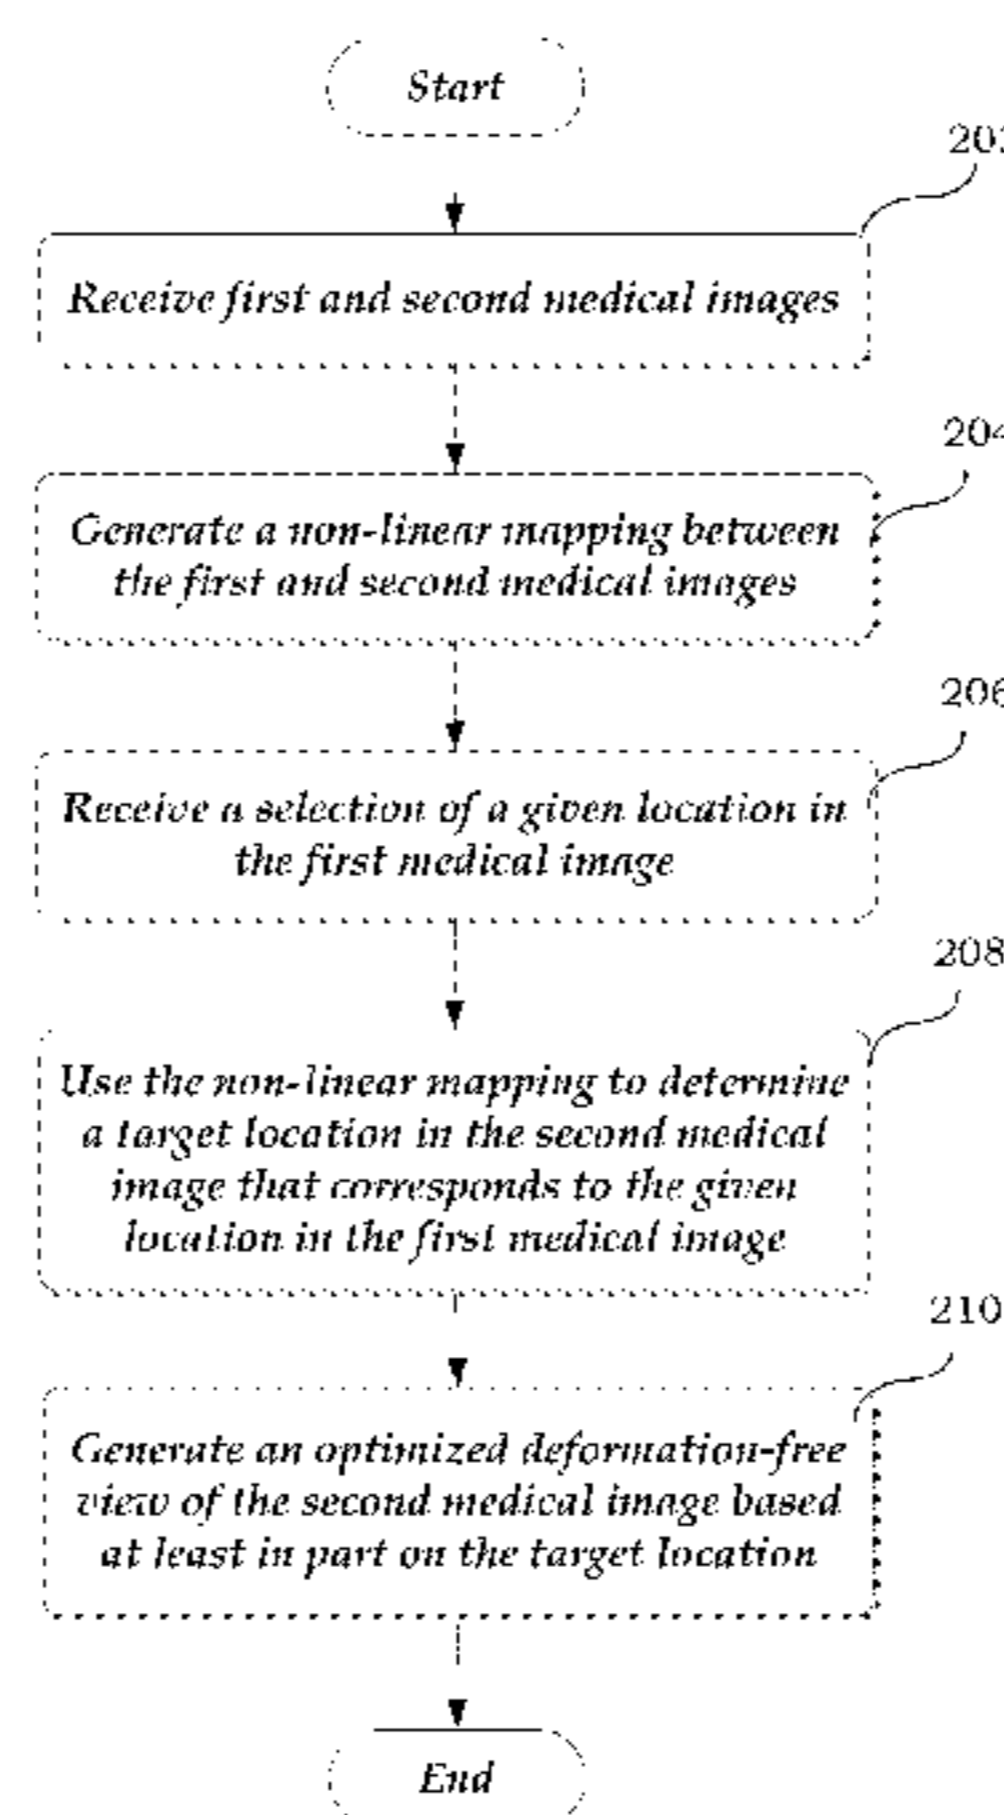 Start
203
Receive first and second medical images
204
Generate a non-linear mapping between
the first and second medical images
206
Receive a selection of a given location in
the first medical image
208
Use the non-linear mapping to determine
a target location in the second medical
image that corresponds to the given
location in the first medical image
210
Generate an optimized deformation-free
view of the second medical image based
at least in part on the target location
End